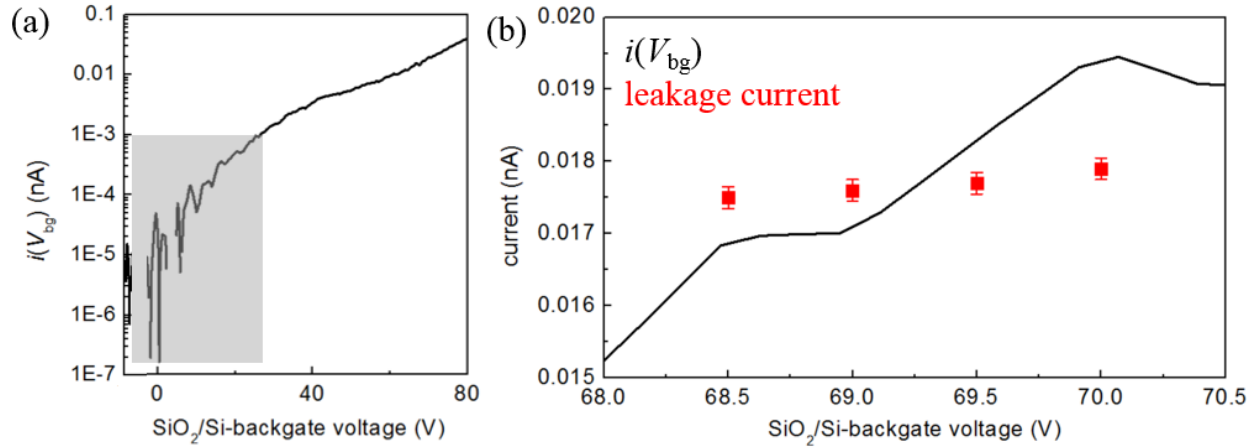 (a)
0.1
0.01
1E-3
1E-4
1E-5
1E-6
1E-7
i(Vbg) (nA)
0 40 80
SiO2/Si-backgate voltage (V)
(b)
0.020
0.019
0.018
0.017
0.016
0.015
current (nA)
i(Vbg)
leakage current
68.0 68.5 69.0 69.5 70.0 70.5
SiO2/Si-backgate voltage (V)